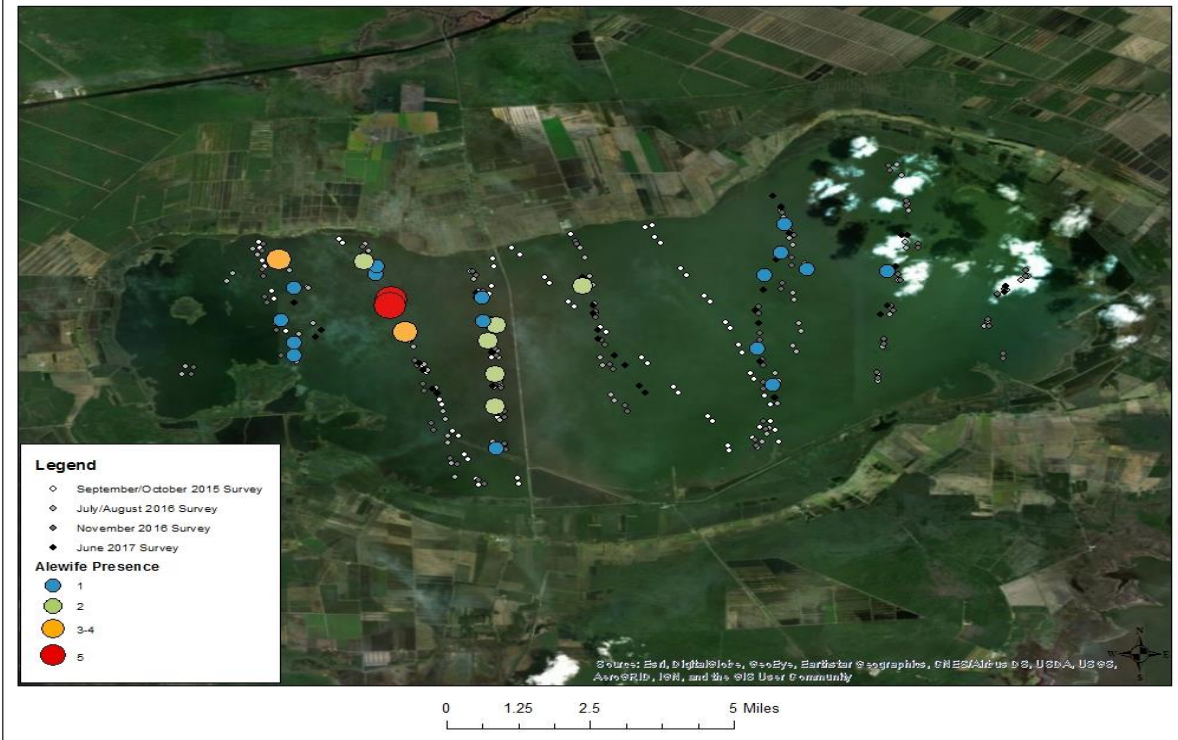 Legend
September/October 2015 Survey
July/August 2016 Survey
November 2016 Survey
June 2017 Survey
Alewife Presence
1
2
3-4
5
Source: Esri, DigitalGlobe, GeoEye, Earthstar Geographics, CNES/Airbus DS, USDA, USGS,
AeroGRID, IGN, and the GIS User Community
N
W E
S
0 1.25 2.5 5 Miles